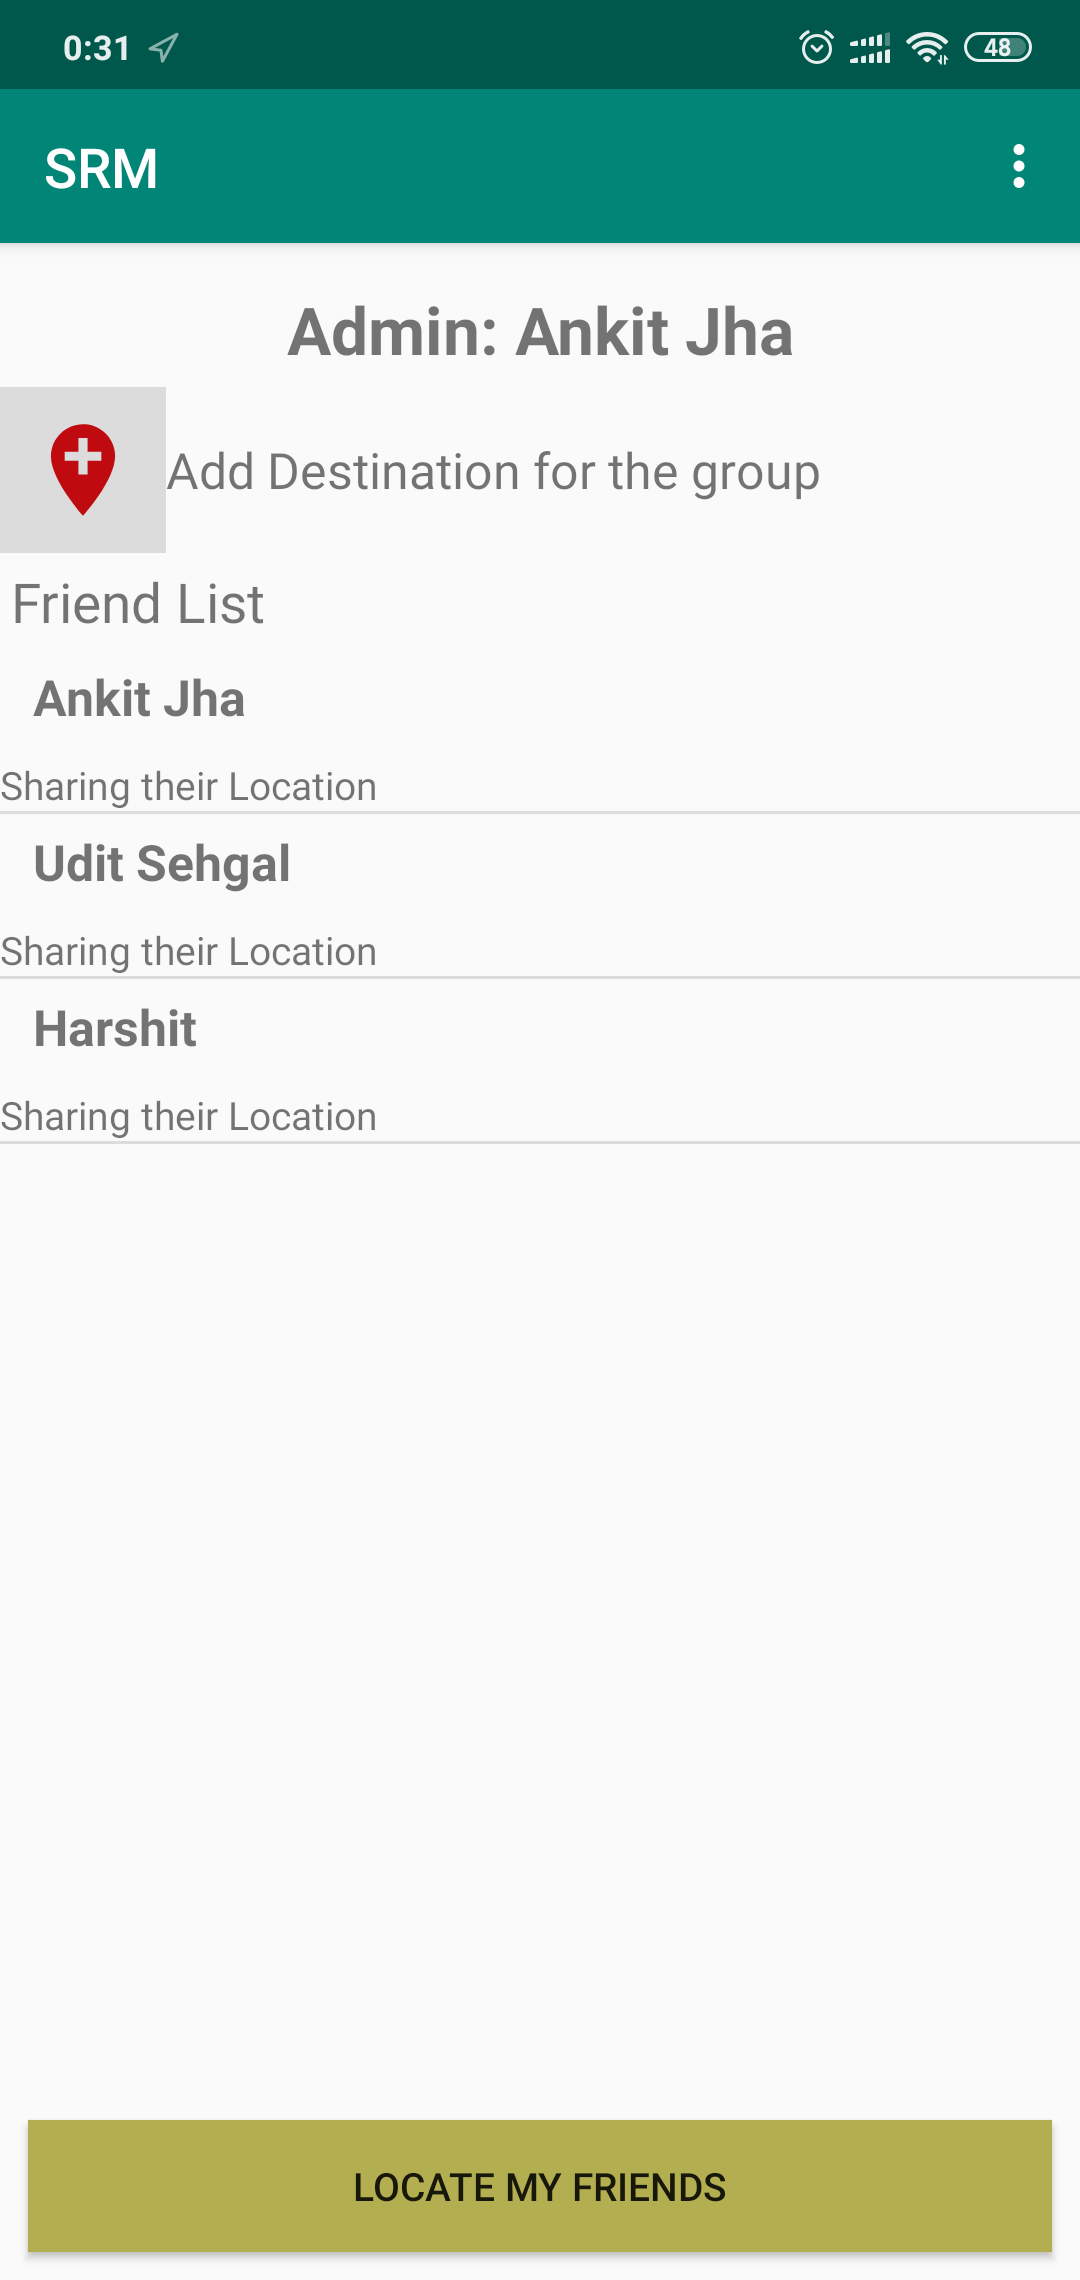 0:31
48
SRM
Admin: Ankit Jha
Add Destination for the group
Friend List
Ankit Jha
Sharing their Location
Udit Sehgal
Sharing their Location
Harshit
Sharing their Location
LOCATE MY FRIENDS